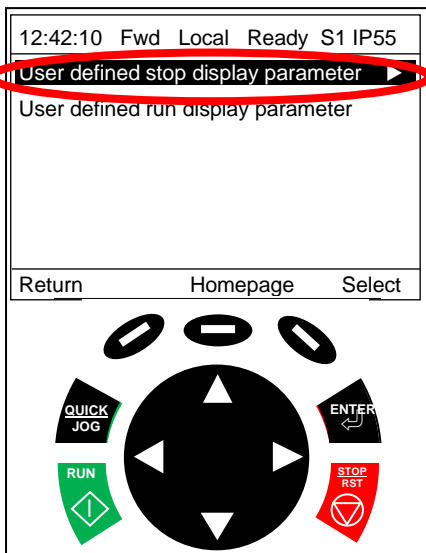 12:42:10 Fwd Local Ready S1 IP55
User defined stop display parameter
User defined run display parameter
Return Homepage Select
QUICK
JOG
ENTER
RUN
STOP
RST